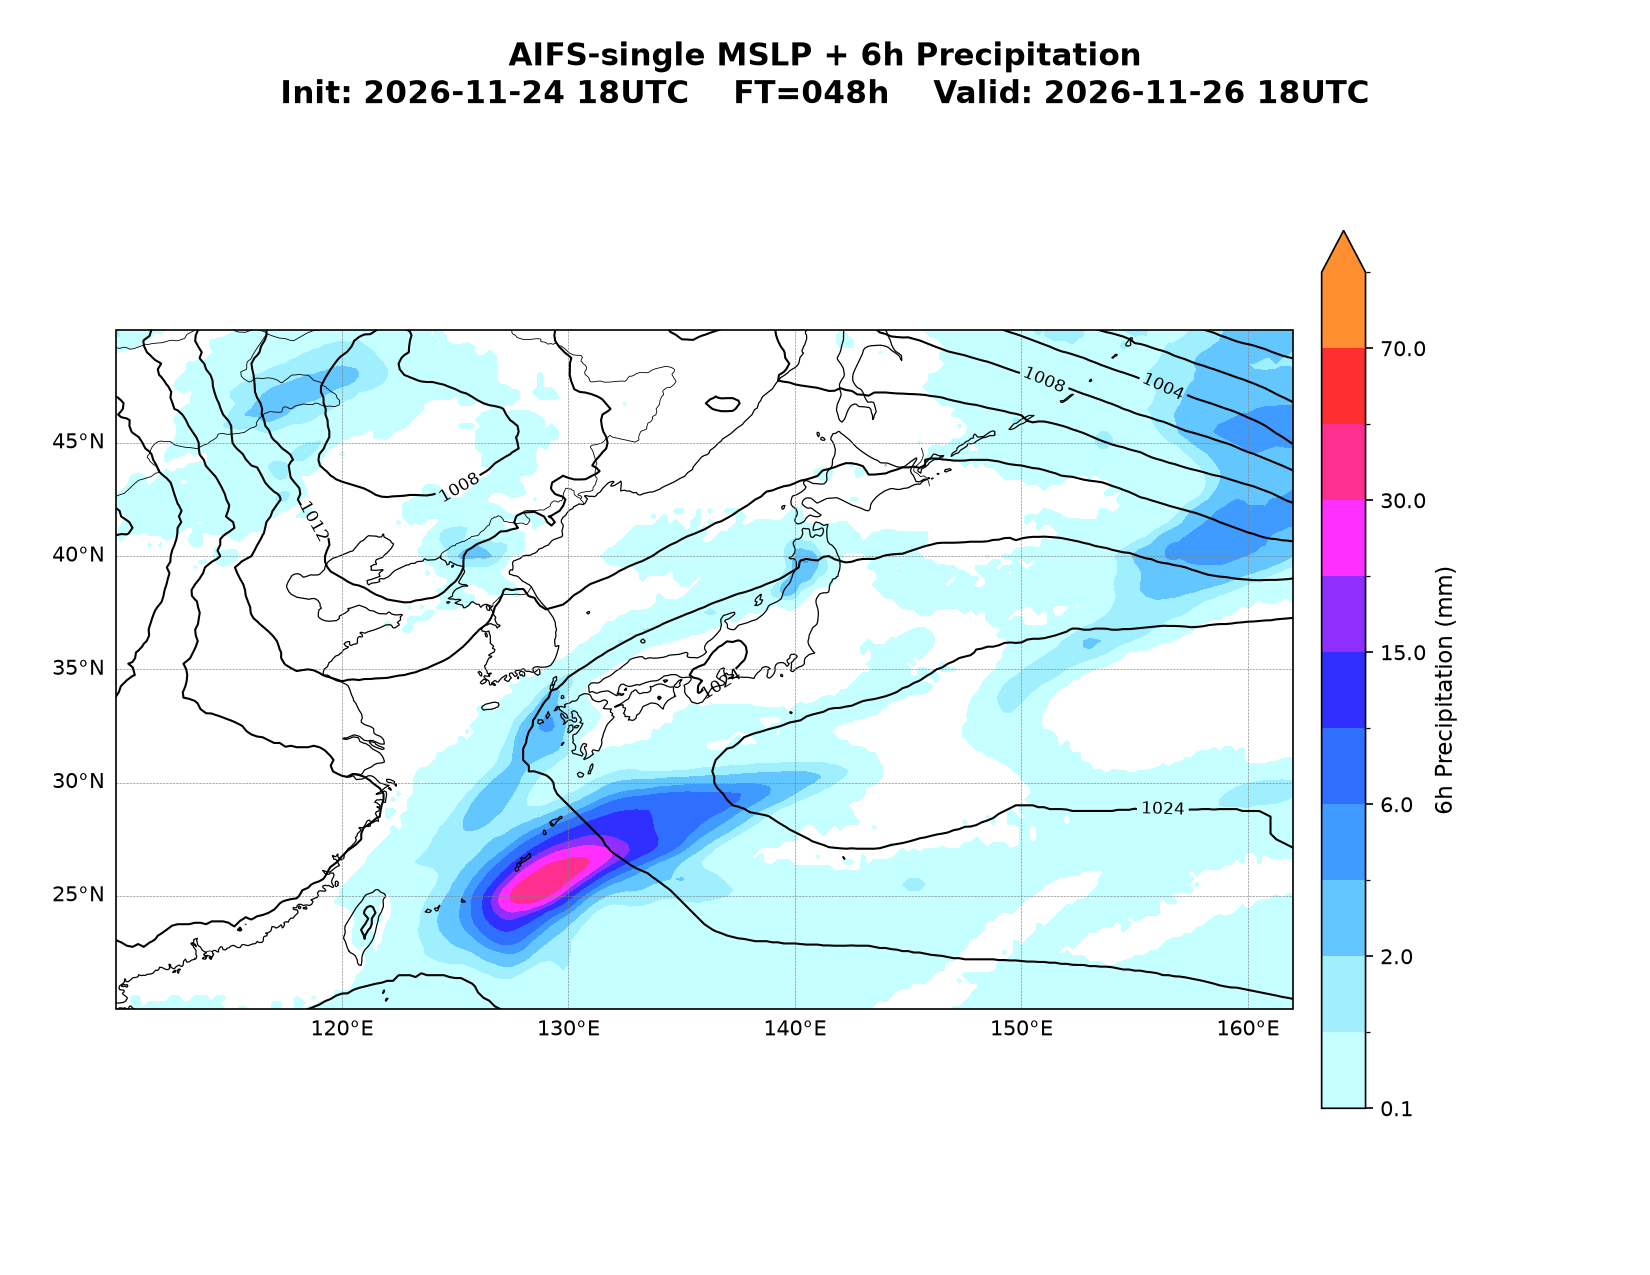 AIFS-single MSLP + 6h Precipitation
Init: 2026-11-24 18UTC    FT=048h    Valid: 2026-11-26 18UTC
45°N
40°N
35°N
30°N
25°N
120°E
130°E
140°E
150°E
160°E
1008
1004
1008
1012
1024
1024
70.0
30.0
15.0
6.0
2.0
0.1
6h Precipitation (mm)